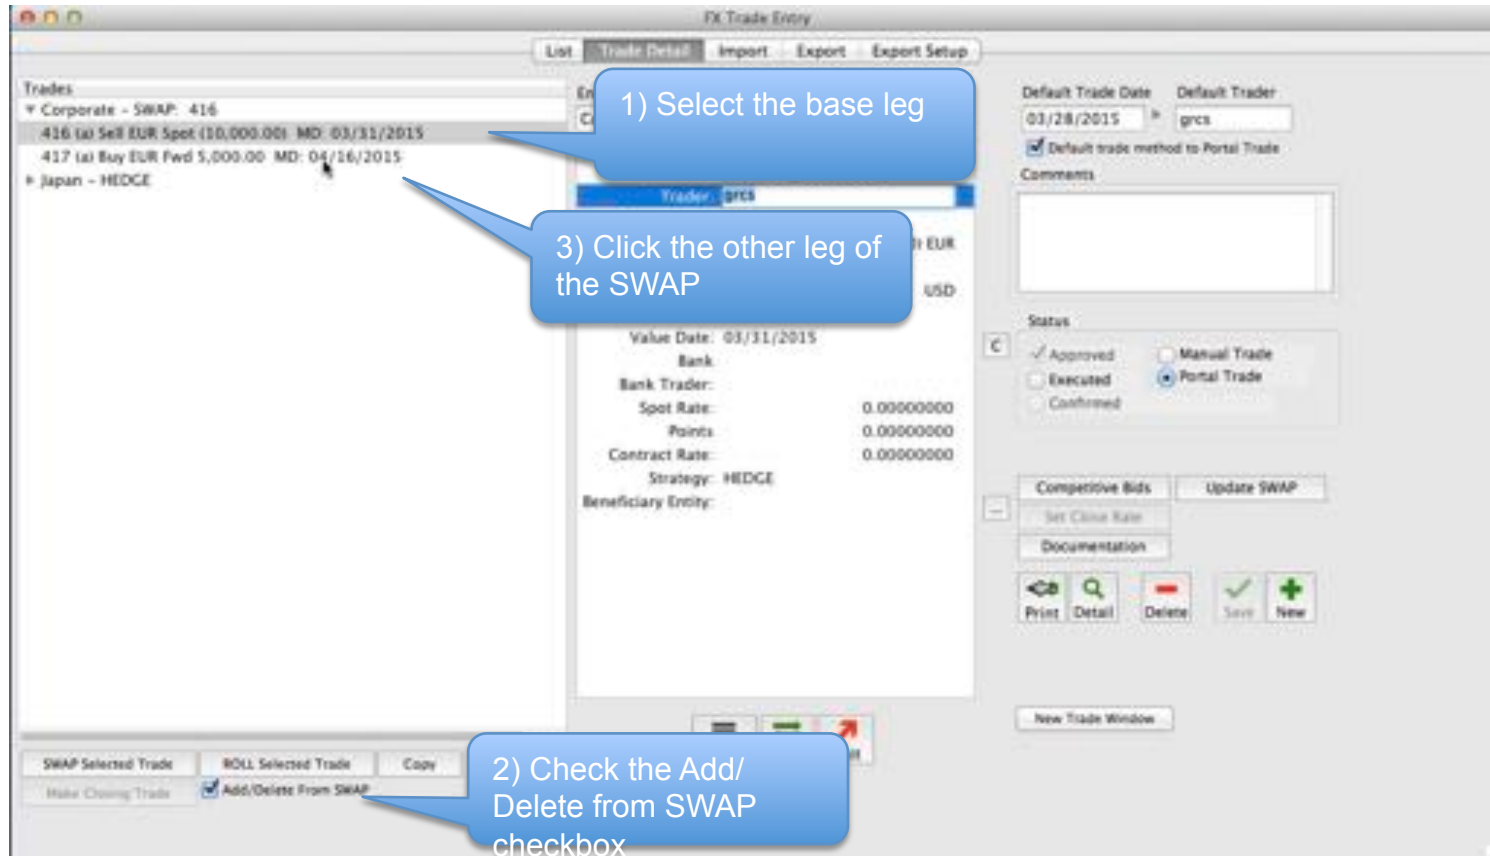 FX Trade Entry
List Trade Detail Import Export Export Setup
Trades
▼ Corporate - SWAP: 416
416 (a) Sell EUR Spot (10,000.00) MD: 03/31/2015
417 (a) Buy EUR Fwd 5,000.00 MD: 04/16/2015
▶ Japan - HEDGE
1) Select the base leg
Trader: grcs
3) Click the other leg of
the SWAP
EUR
USD
Value Date: 03/31/2015
Bank
Bank Trader:
Spot Rate: 0.00000000
Points 0.00000000
Contract Rate: 0.00000000
Strategy: HEDGE
Beneficiary Entity:
Default Trade Date Default Trader
03/28/2015 grcs
Default trade method to Portal Trade
Comments
Status
C
Approved Manual Trade
Executed Portal Trade
Confirmed
Competitive Bids Update SWAP
... Set Close Rate
Documentation
Print Detail Delete Save New
New Trade Window
SWAP Selected Trade ROLL Selected Trade Copy
Make Closing Trade Add/Delete From SWAP
2) Check the Add/
Delete from SWAP
checkbox